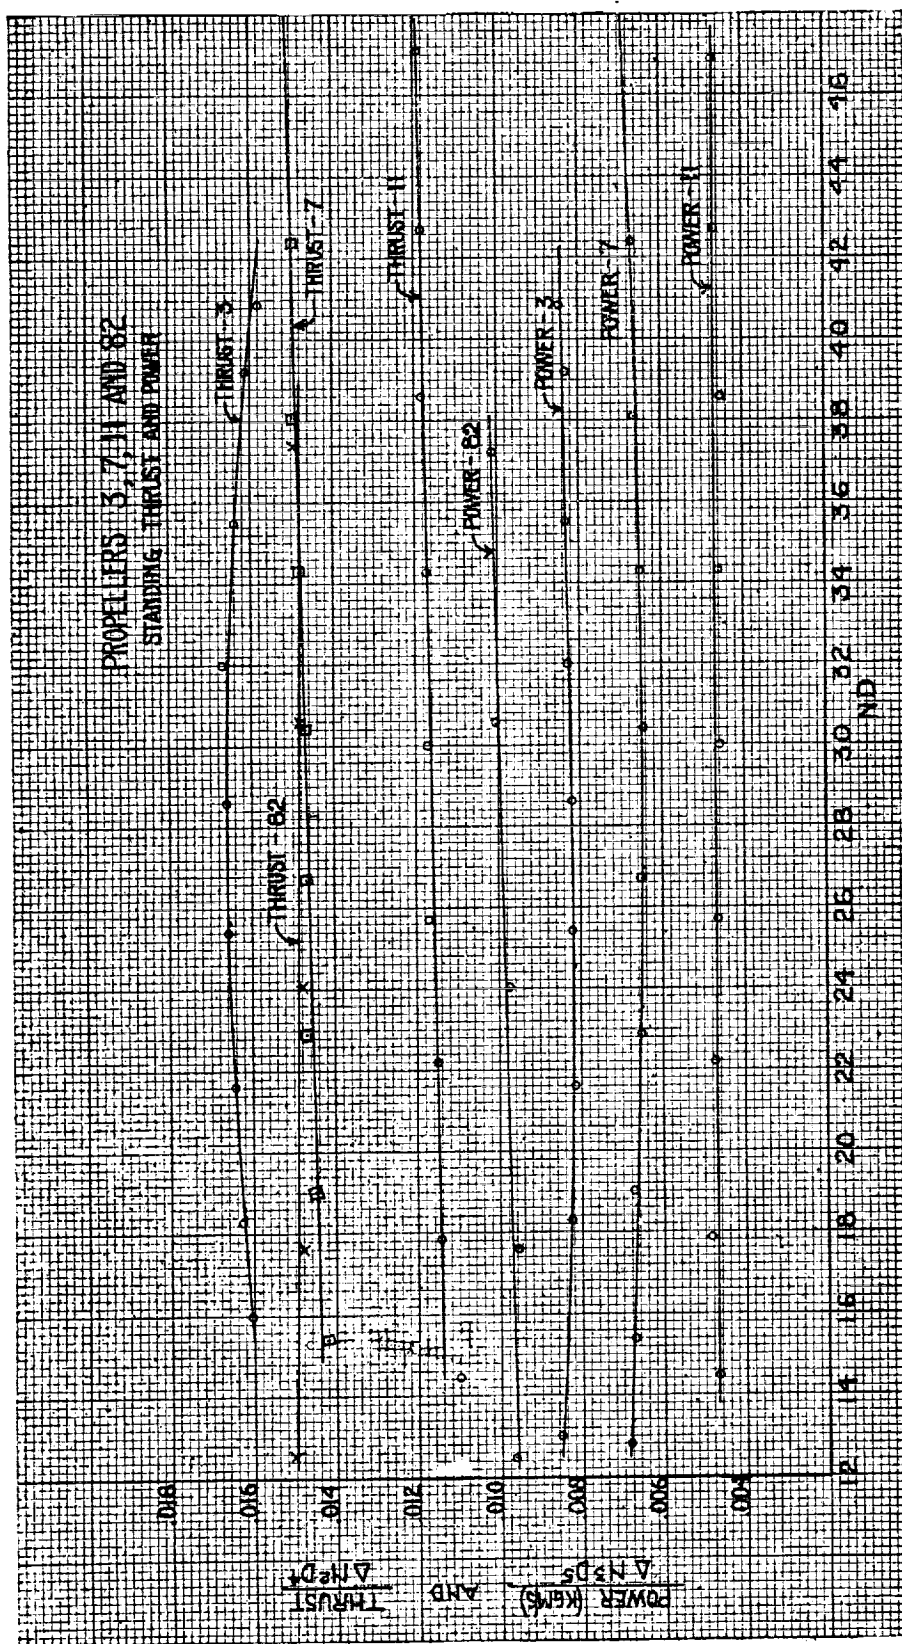 PROPELLERS 3, 7, 11 AND 82
STANDING THRUST AND POWER
THRUST-3
THRUST-7
THRUST-82
THRUST-11
POWER-82
POWER-3
POWER-7
POWER-11
.018
.016
.014
.012
.010
.008
.006
.004
THRUST
Δ N²D⁴
AND
POWER (KGMS)
Δ N³D⁵
12 14 16 18 20 22 24 26 28 30 32 34 36 38 40 42 44 46
ND